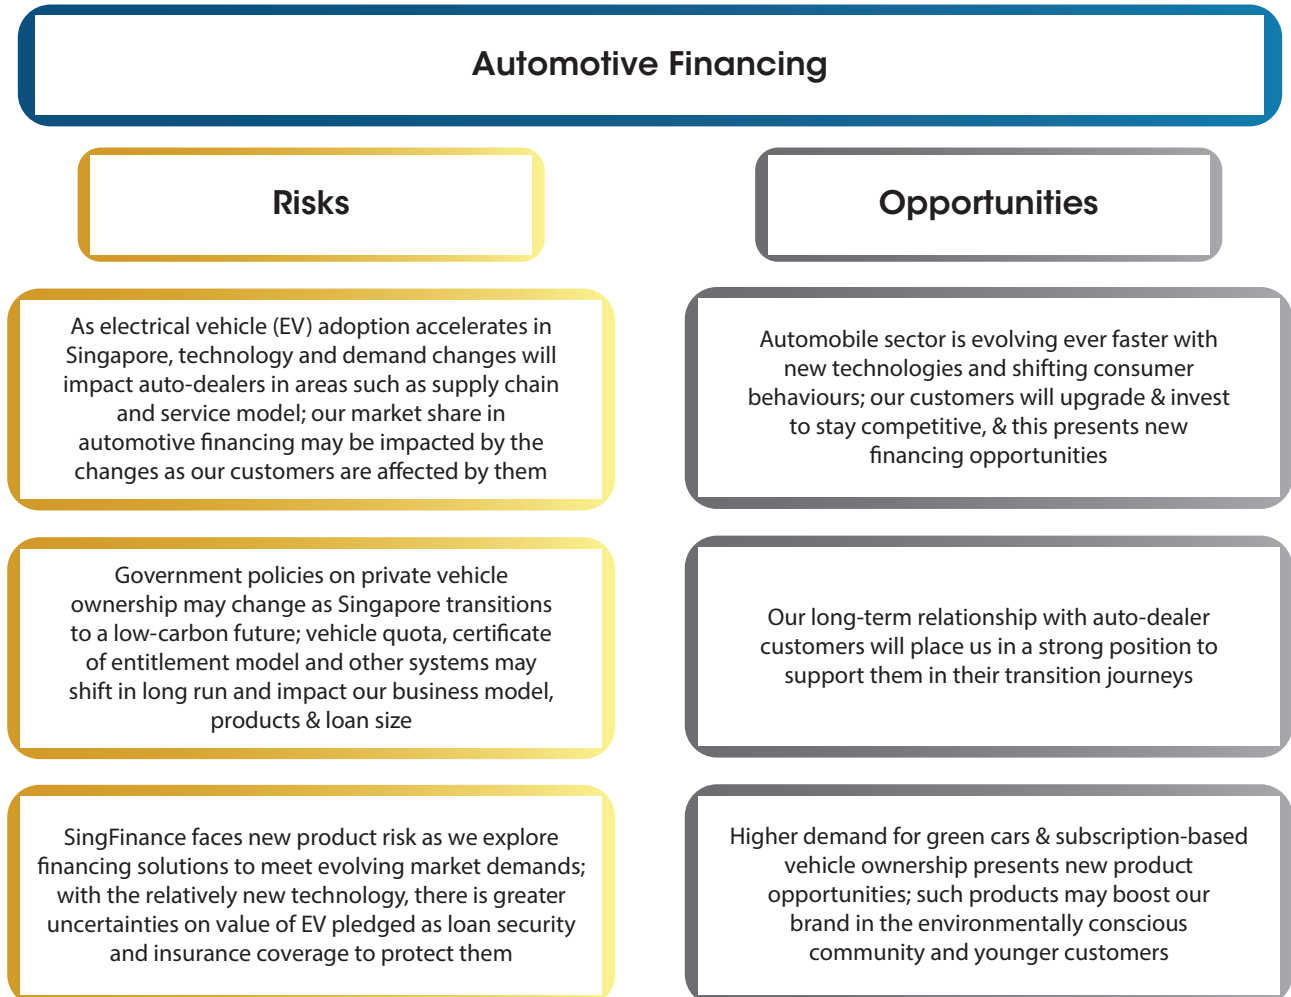 Automotive Financing
Risks
Opportunities
As electrical vehicle (EV) adoption accelerates in
Singapore, technology and demand changes will
impact auto-dealers in areas such as supply chain
and service model; our market share in
automotive financing may be impacted by the
changes as our customers are affected by them
Automobile sector is evolving ever faster with
new technologies and shifting consumer
behaviours; our customers will upgrade & invest
to stay competitive, & this presents new
financing opportunities
Government policies on private vehicle
ownership may change as Singapore transitions
to a low-carbon future; vehicle quota, certificate
of entitlement model and other systems may
shift in long run and impact our business model,
products & loan size
Our long-term relationship with auto-dealer
customers will place us in a strong position to
support them in their transition journeys
SingFinance faces new product risk as we explore
financing solutions to meet evolving market demands;
with the relatively new technology, there is greater
uncertainties on value of EV pledged as loan security
and insurance coverage to protect them
Higher demand for green cars & subscription-based
vehicle ownership presents new product
opportunities; such products may boost our
brand in the environmentally conscious
community and younger customers